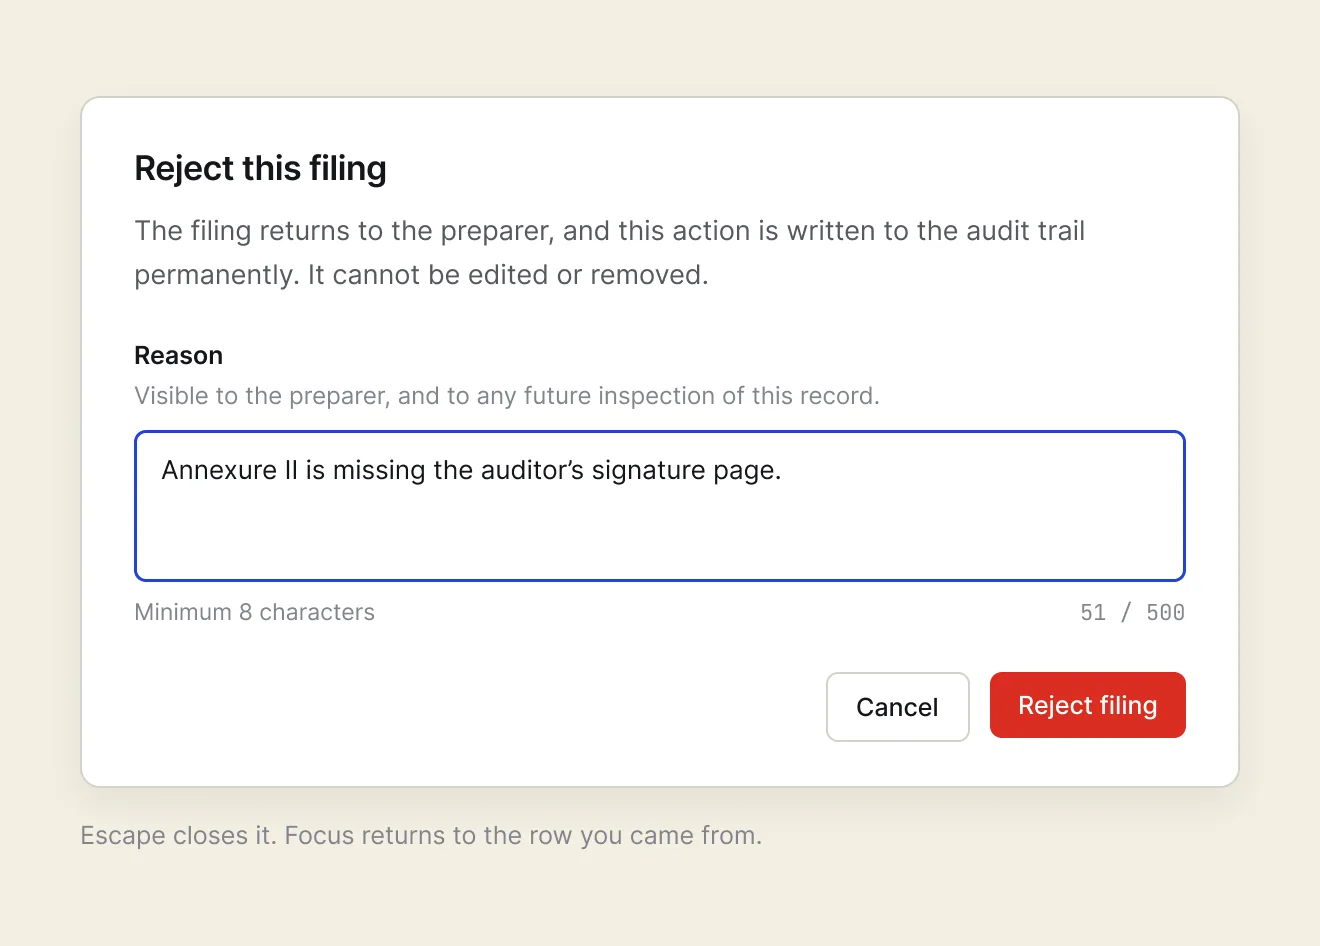 Reject this filing
The filing returns to the preparer, and this action is written to the audit trail
permanently. It cannot be edited or removed.
Reason
Visible to the preparer, and to any future inspection of this record.
Annexure II is missing the auditor’s signature page.
Minimum 8 characters
51 / 500
Cancel
Reject filing
Escape closes it. Focus returns to the row you came from.